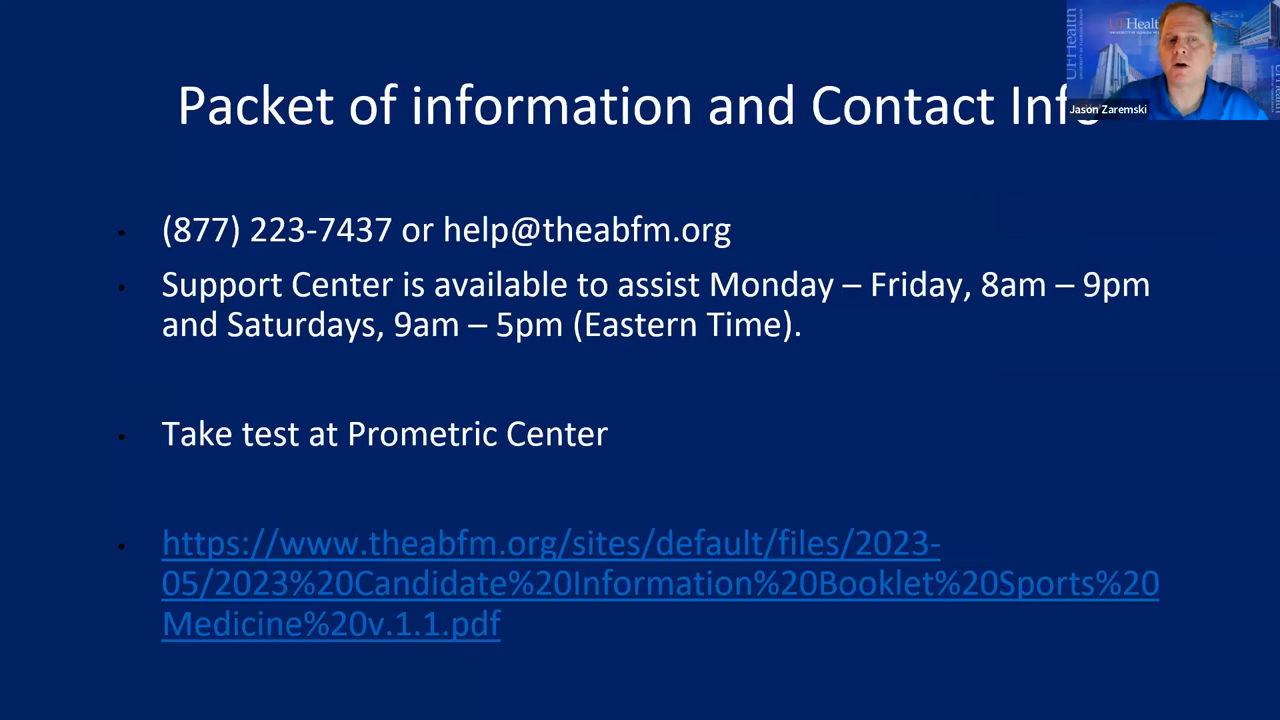 UFHealth
UFHealth
Packet of information and Contact Info
Jason Zaremski
(877) 223-7437 or help@theabfm.org
Support Center is available to assist Monday – Friday, 8am – 9pm
and Saturdays, 9am – 5pm (Eastern Time).
Take test at Prometric Center
https://www.theabfm.org/sites/default/files/2023-
05/2023%20Candidate%20Information%20Booklet%20Sports%20
Medicine%20v.1.1.pdf